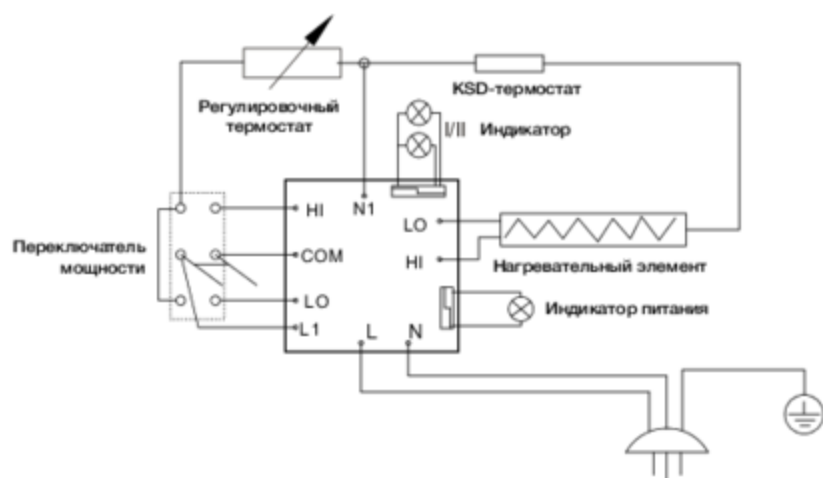 Регулировочный
термостат
KSD-термостат
I/II Индикатор
Переключатель
мощности
HI
N1
COM
LO
L1
LO
HI
Нагревательный элемент
Индикатор питания
L
N